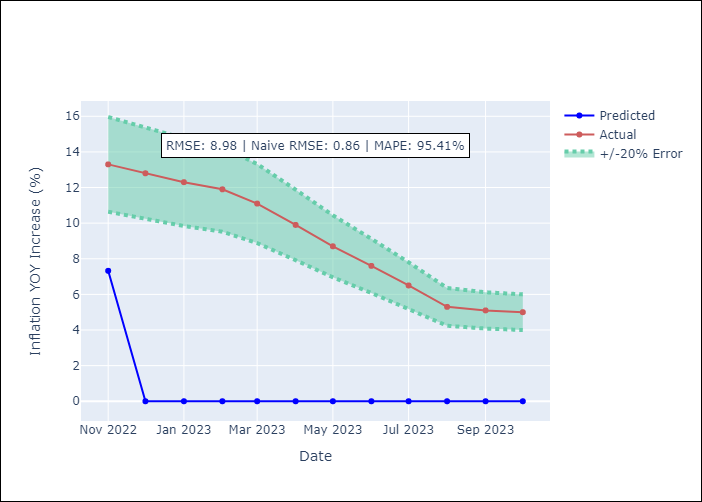 RMSE: 8.98 | Naive RMSE: 0.86 | MAPE: 95.41%
Predicted
Actual
+/-20% Error
Inflation YOY Increase (%)
16
14
12
10
8
6
4
2
0
Nov 2022
Jan 2023
Mar 2023
May 2023
Jul 2023
Sep 2023
Date